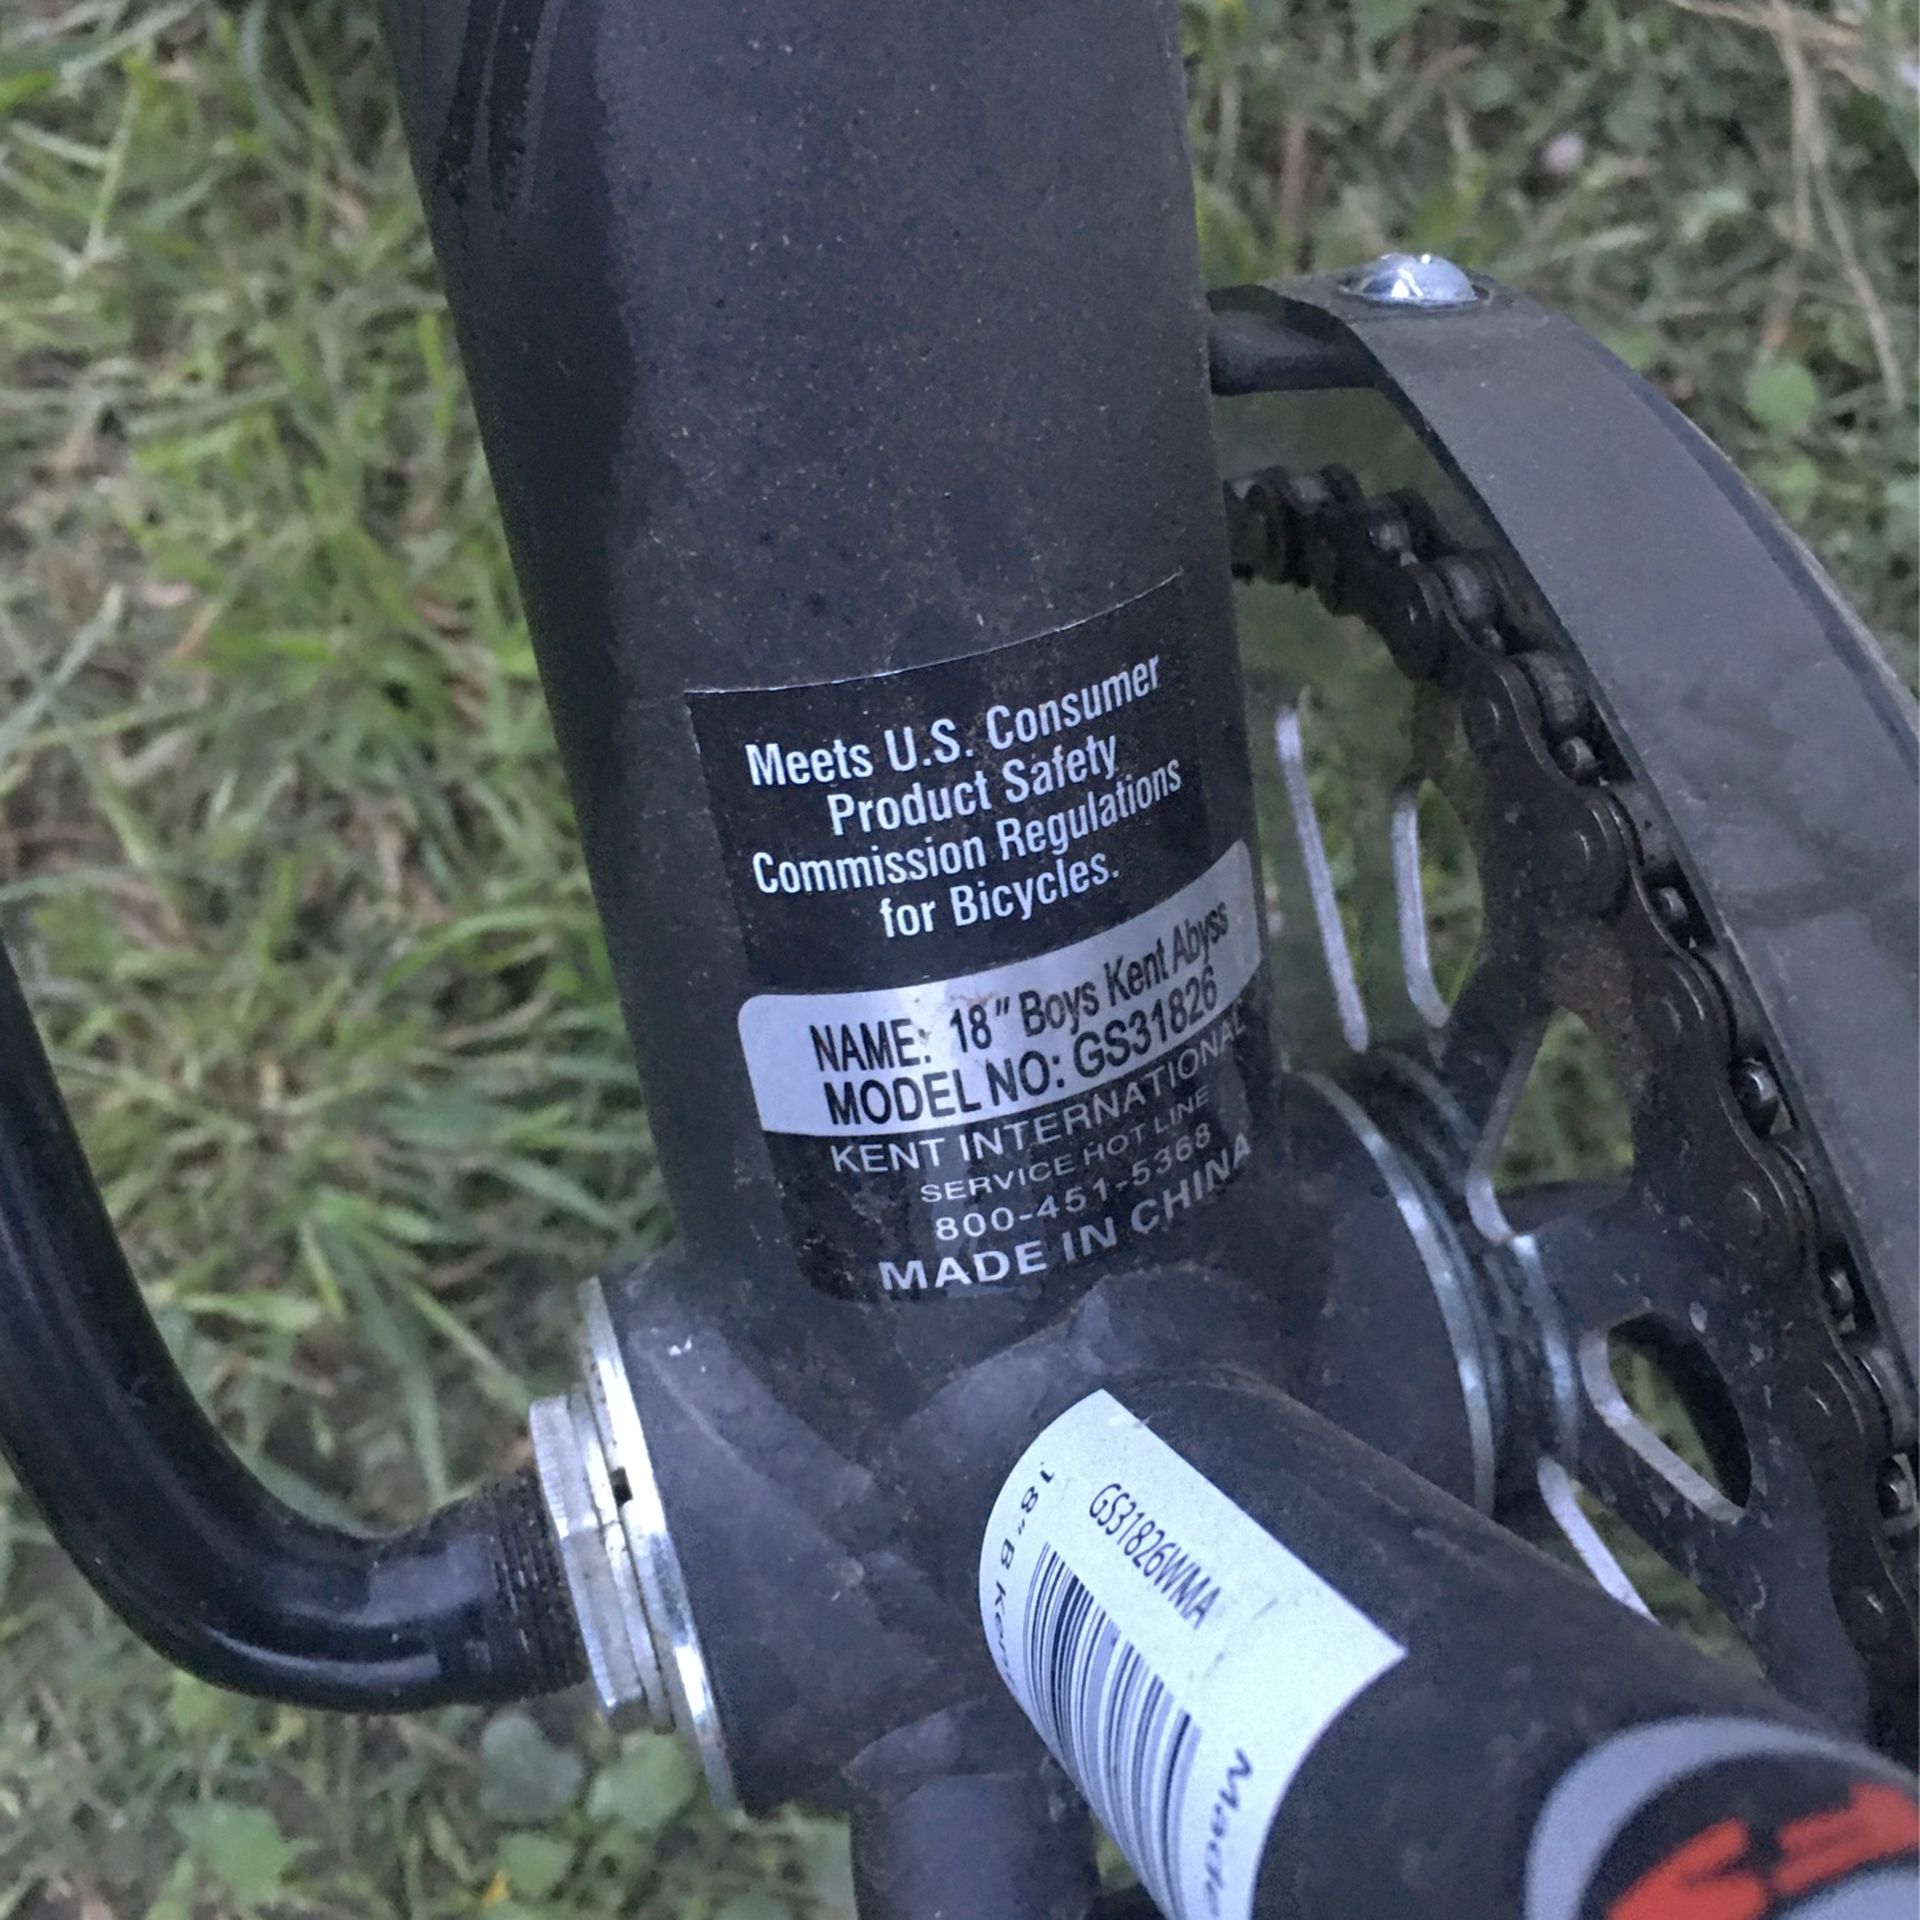 Meets U.S. Consumer
Product Safety
Commission Regulations
for Bicycles.
NAME: 18" Boys Kent Abyss
MODEL NO: GS31826
KENT INTERNATIONAL
SERVICE HOT LINE
800-451-5368
MADE IN CHINA
GS31826WMA
18" B Kent
Made